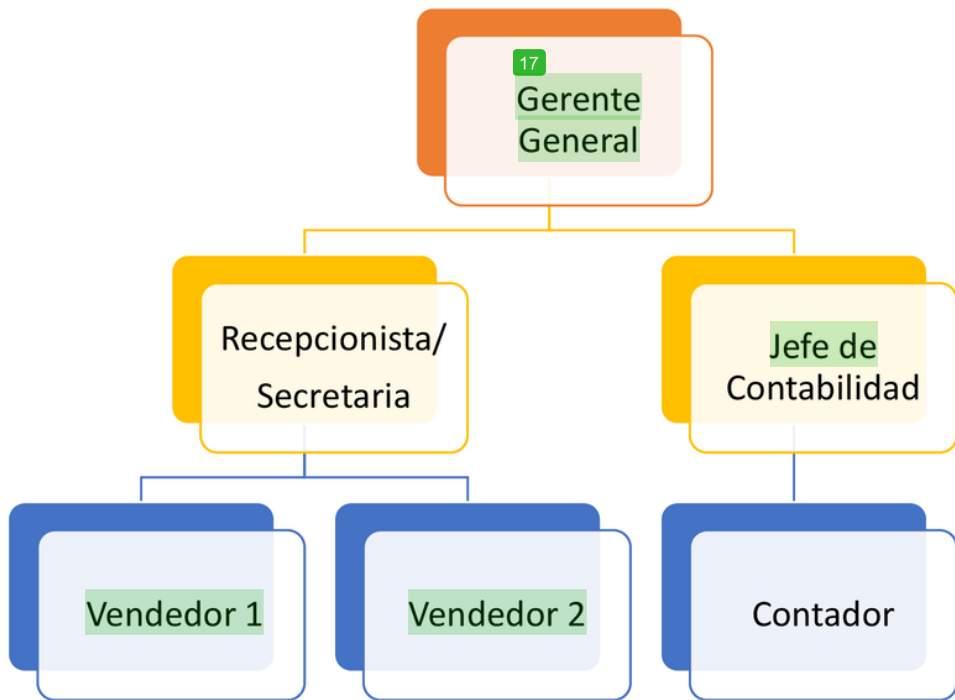 17
Gerente
General
Recepcionista/
Secretaria
Jefe de
Contabilidad
Vendedor 1
Vendedor 2
Contador